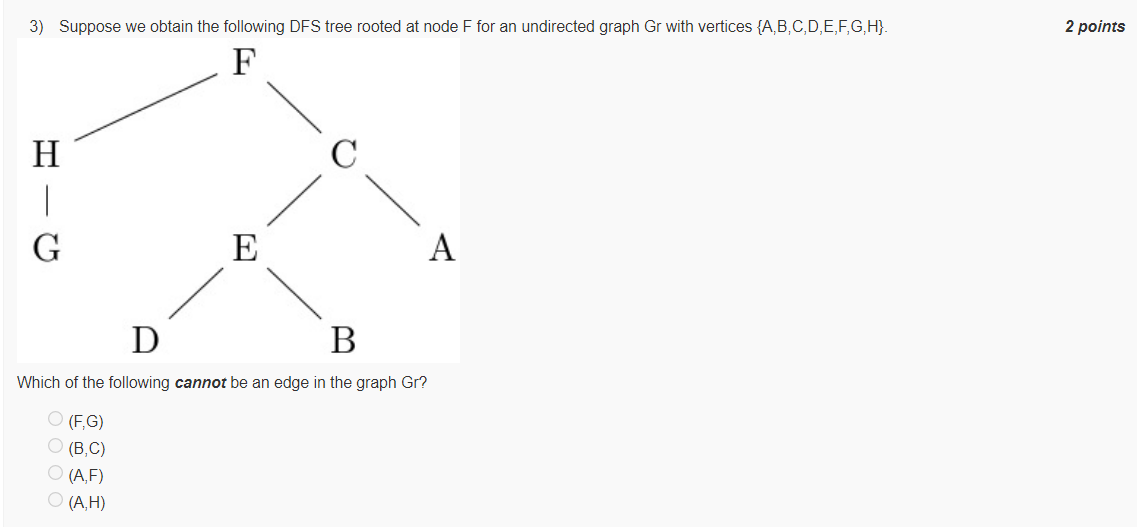 3) Suppose we obtain the following DFS tree rooted at node F for an undirected graph Gr with vertices {A,B,C,D,E,F,G,H}. 2 points
F
H C
G E A
D B
Which of the following cannot be an edge in the graph Gr?
(F,G)
(B,C)
(A,F)
(A,H)